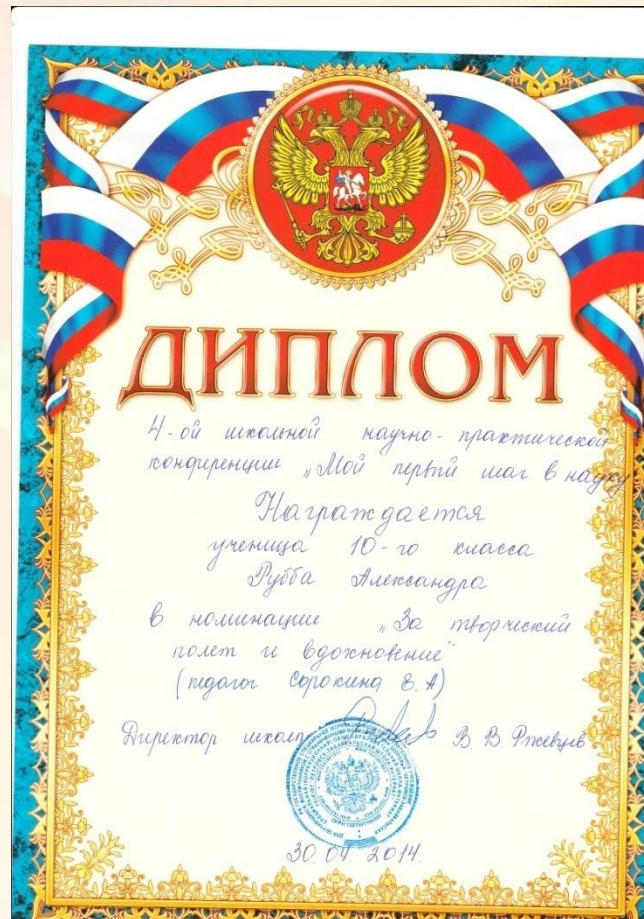 ДИПЛОМ
4-ой школьной научно-практической
конференции „Мой первый шаг в науку
Награждается
ученица 10-го класса
Рубба Александра
в номинации „За творческий
полет и вдохновение"
(педагог Сорокина Е.А)
Директор школы В. В. Ржевцев
30.04 2014.